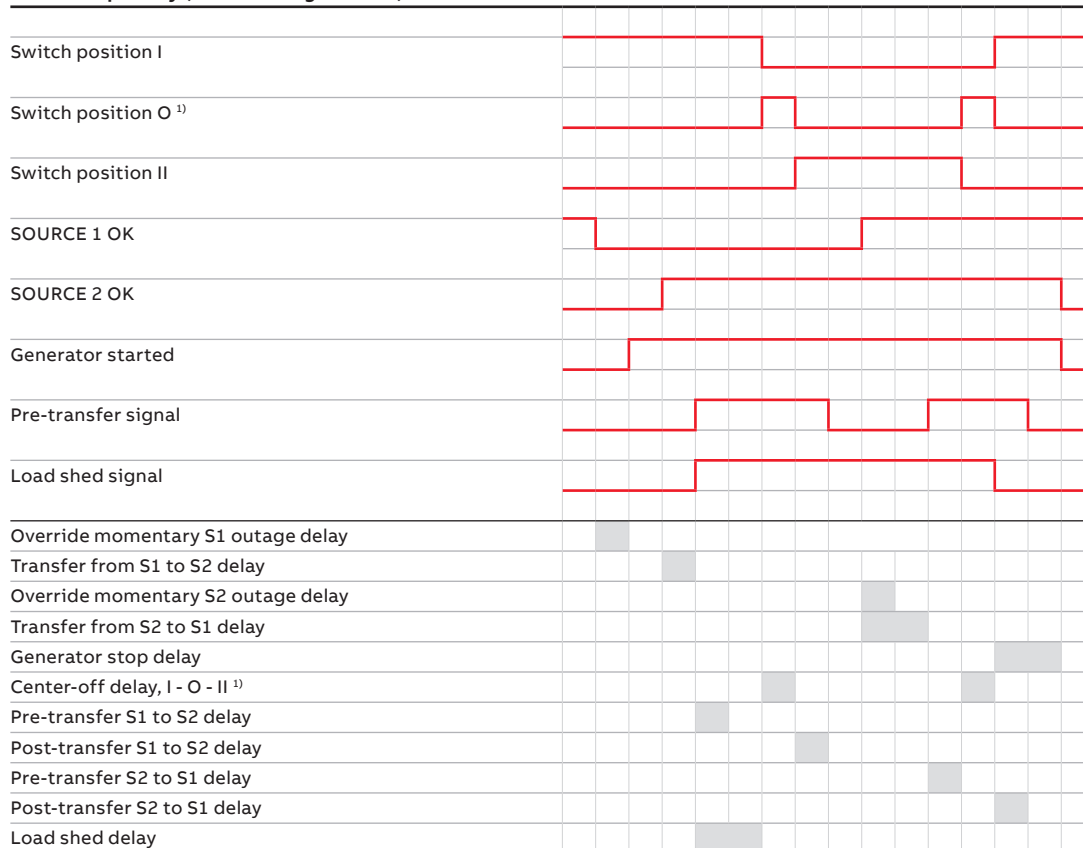 Switch position I
Switch position O 1)
Switch position II
SOURCE 1 OK
SOURCE 2 OK
Generator started
Pre-transfer signal
Load shed signal
Override momentary S1 outage delay
Transfer from S1 to S2 delay
Override momentary S2 outage delay
Transfer from S2 to S1 delay
Generator stop delay
Center-off delay, I - O - II 1)
Pre-transfer S1 to S2 delay
Post-transfer S1 to S2 delay
Pre-transfer S2 to S1 delay
Post-transfer S2 to S1 delay
Load shed delay